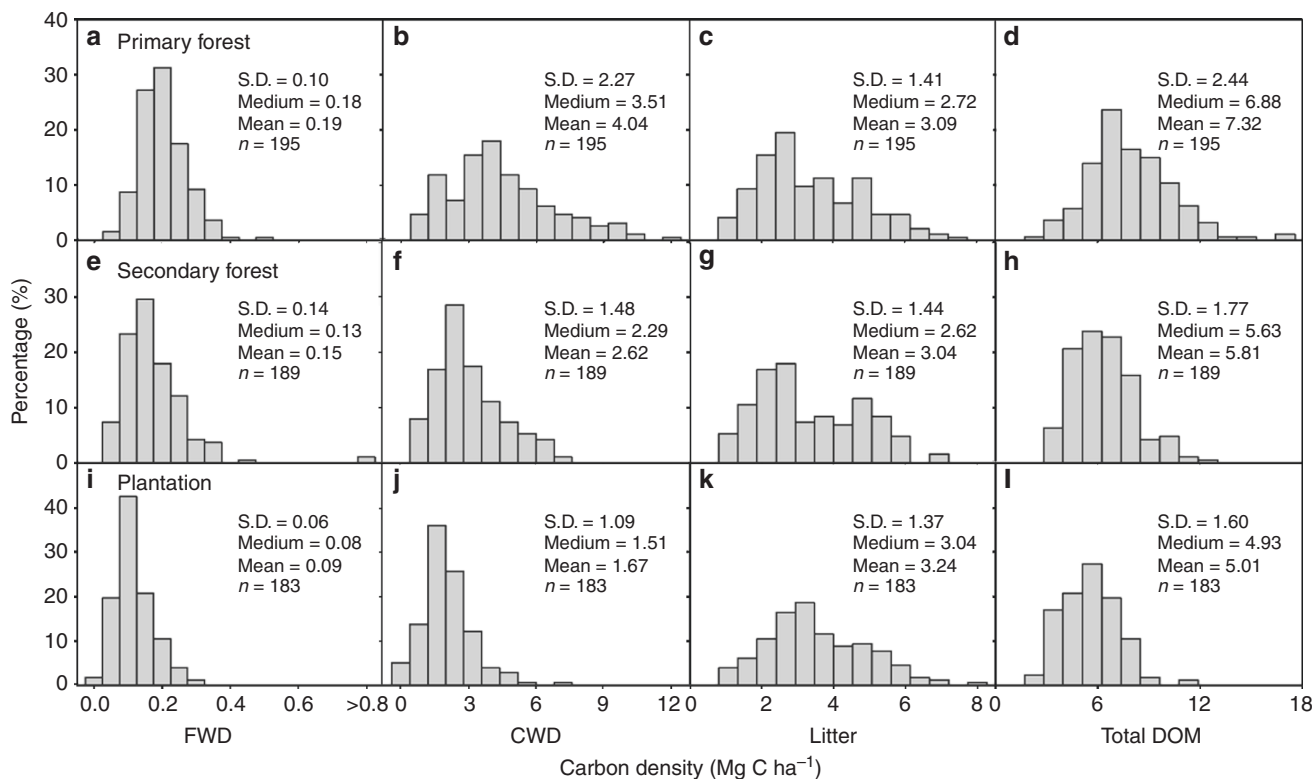 40
a Primary forest
b
c
d
S.D. = 0.10
Medium = 0.18
Mean = 0.19
n = 195
S.D. = 2.27
Medium = 3.51
Mean = 4.04
n = 195
S.D. = 1.41
Medium = 2.72
Mean = 3.09
n = 195
S.D. = 2.44
Medium = 6.88
Mean = 7.32
n = 195
30
20
10
0
e Secondary forest
f
g
h
S.D. = 0.14
Medium = 0.13
Mean = 0.15
n = 189
S.D. = 1.48
Medium = 2.29
Mean = 2.62
n = 189
S.D. = 1.44
Medium = 2.62
Mean = 3.04
n = 189
S.D. = 1.77
Medium = 5.63
Mean = 5.81
n = 189
30
20
10
0
Percentage (%)
i Plantation
j
k
l
S.D. = 0.06
Medium = 0.08
Mean = 0.09
n = 183
S.D. = 1.09
Medium = 1.51
Mean = 1.67
n = 183
S.D. = 1.37
Medium = 3.04
Mean = 3.24
n = 183
S.D. = 1.60
Medium = 4.93
Mean = 5.01
n = 183
40
30
20
10
0
0.0 0.2 0.4 0.6 >0.8 0 3 6 9 12 0 2 4 6 8 0 6 12 18
FWD CWD Litter Total DOM
Carbon density (Mg C ha⁻¹)